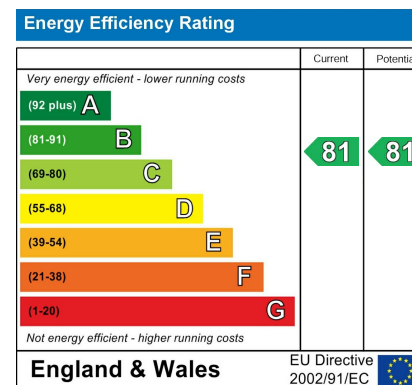 Energy Efficiency Rating
Current Potentia
Very energy efficient - lower running costs
(92 plus) A
(81-91) B
81 81
(69-80) C
(55-68) D
(39-54) E
(21-38) F
(1-20) G
Not energy efficient - higher running costs
England & Wales
EU Directive
2002/91/EC